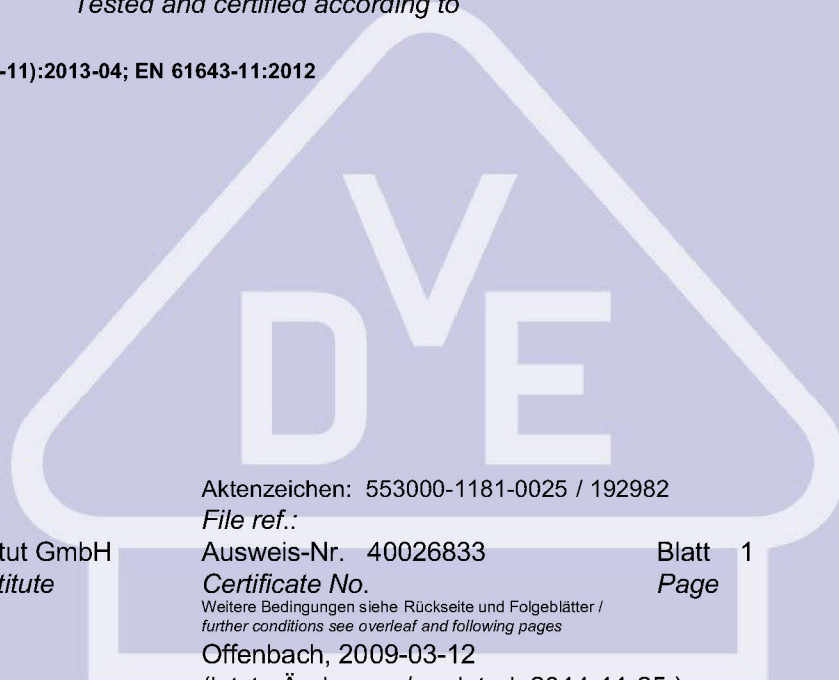 Tested and certified according to
-11):2013-04; EN 61643-11:2012
VDE
Aktenzeichen: 553000-1181-0025 / 192982
File ref.:
tut GmbH Ausweis-Nr. 40026833 Blatt 1
titute Certificate No. Page
Weitere Bedingungen siehe Rückseite und Folgeblätter /
further conditions see overleaf and following pages
Offenbach, 2009-03-12